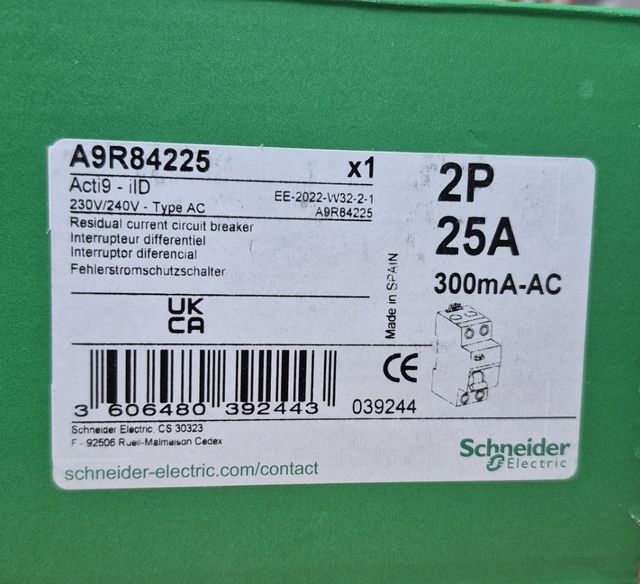 A9R84225
x1
Acti9 - iID
EE-2022-W32-2-1
230V/240V - Type AC
A9R84225
Residual current circuit breaker
Interrupteur differentiel
Interruptor diferencial
Fehlerstromschutzschalter
Made in SPAIN
2P
25A
300mA-AC
UK
CA
CE
3 606480 392443
039244
Schneider Electric, CS 30323
F - 92506 Rueil-Malmaison Cedex
schneider-electric.com/contact
Schneider
Electric